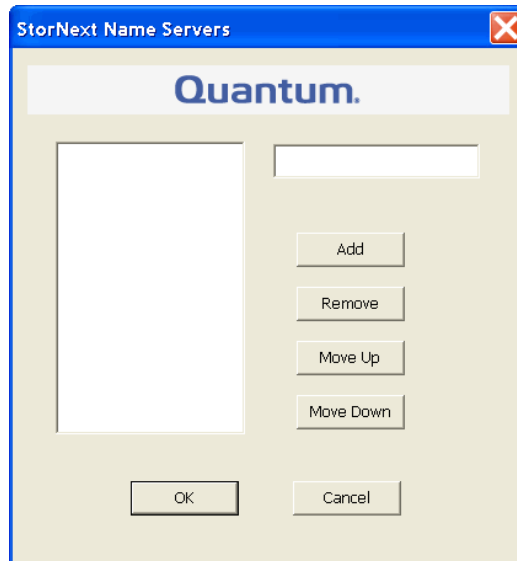 StorNext Name Servers
Quantum.
Add
Remove
Move Up
Move Down
OK
Cancel